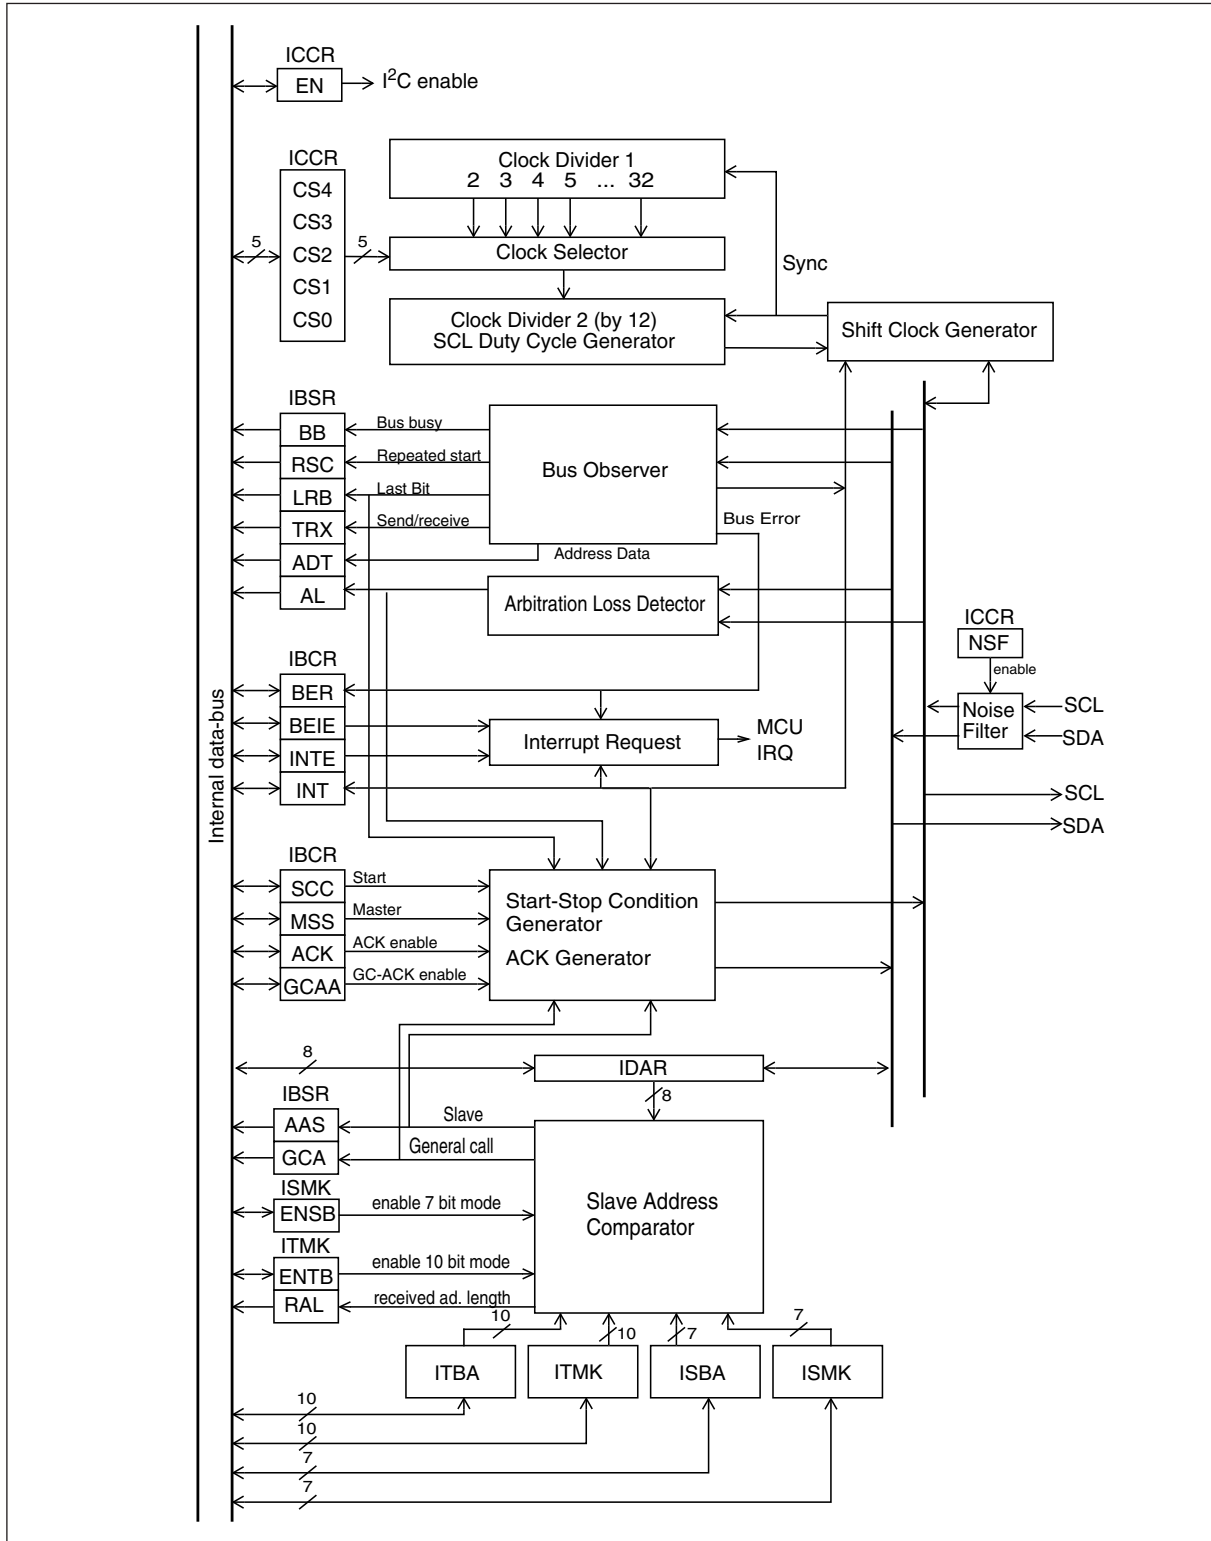 ICCR
EN
I²C enable
ICCR
CS4
CS3
CS2
CS1
CS0
5
5
Clock Divider 1
2 3 4 5 ... 32
Clock Selector
Sync
Clock Divider 2 (by 12)
SCL Duty Cycle Generator
Shift Clock Generator
IBSR
BB
RSC
LRB
TRX
ADT
AL
Bus busy
Repeated start
Last Bit
Send/receive
Address Data
Bus Observer
Bus Error
Arbitration Loss Detector
ICCR
NSF
enable
Noise
Filter
SCL
SDA
SCL
SDA
Internal data-bus
IBCR
BER
BEIE
INTE
INT
Interrupt Request
MCU
IRQ
IBCR
SCC
MSS
ACK
GCAA
Start
Master
ACK enable
GC-ACK enable
Start-Stop Condition
Generator
ACK Generator
8
IDAR
8
IBSR
AAS
GCA
Slave
General call
ISMK
ENSB
enable 7 bit mode
ITMK
ENTB
RAL
enable 10 bit mode
received ad. length
Slave Address
Comparator
10
10
7
7
ITBA
ITMK
ISBA
ISMK
10
10
7
7